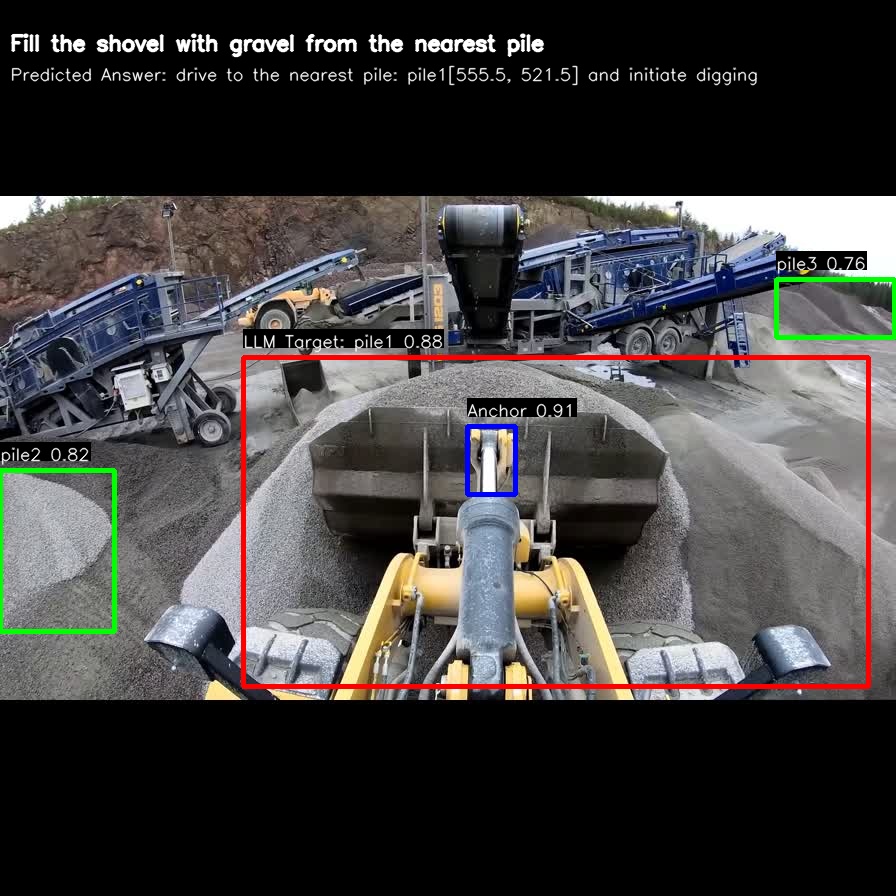 Fill the shovel with gravel from the nearest pile
Predicted Answer: drive to the nearest pile: pile1[555.5, 521.5] and initiate digging
pile3 0.76
LLM Target: pile1 0.88
Anchor 0.91
pile2 0.82